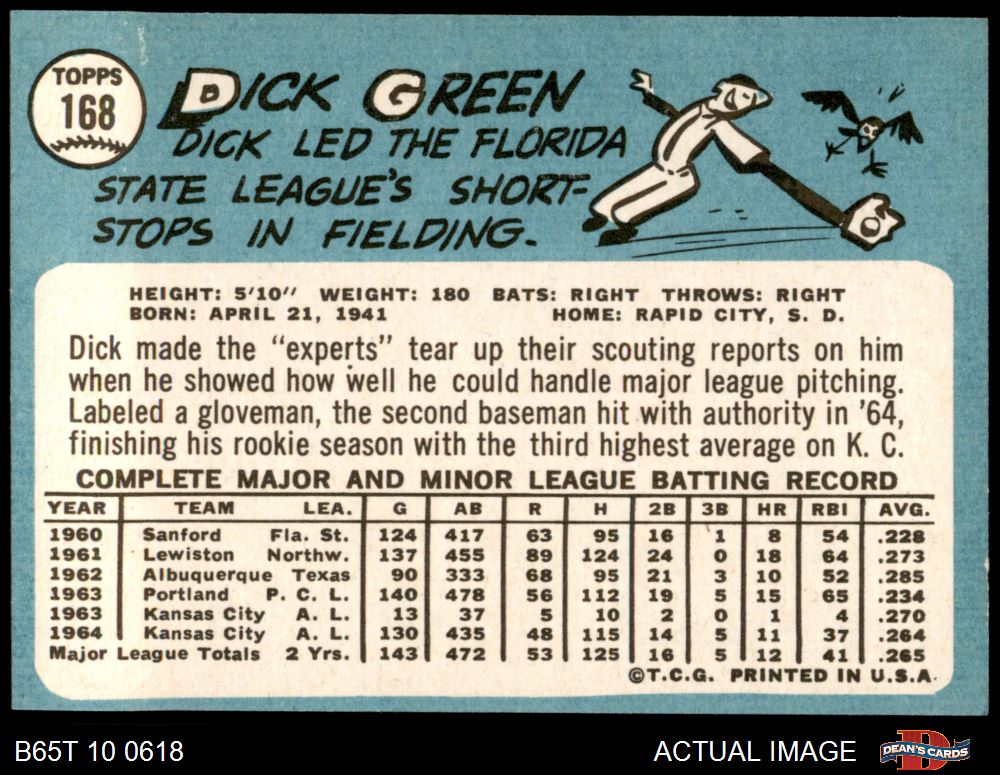 TOPPS
168
DICK GREEN
DICK LED THE FLORIDA
STATE LEAGUE'S SHORT-
STOPS IN FIELDING.
HEIGHT: 5'10" WEIGHT: 180 BATS: RIGHT THROWS: RIGHT
BORN: APRIL 21, 1941 HOME: RAPID CITY, S. D.
Dick made the "experts" tear up their scouting reports on him
when he showed how well he could handle major league pitching.
Labeled a gloveman, the second baseman hit with authority in '64,
finishing his rookie season with the third highest average on K. C.
COMPLETE MAJOR AND MINOR LEAGUE BATTING RECORD
YEAR TEAM LEA. G AB R H 2B 3B HR RBI AVG.
1960 Sanford Fla. St. 124 417 63 95 16 1 8 54 .228
1961 Lewiston Northw. 137 455 89 124 24 0 18 64 .273
1962 Albuquerque Texas 90 333 68 95 21 3 10 52 .285
1963 Portland P. C. L. 140 478 56 112 19 5 15 65 .234
1963 Kansas City A. L. 13 37 5 10 2 0 1 4 .270
1964 Kansas City A. L. 130 435 48 115 14 5 11 37 .264
Major League Totals 2 Yrs. 143 472 53 125 16 5 12 41 .265
©T.C.G. PRINTED IN U.S.A.
B65T 10 0618 ACTUAL IMAGE DEAN'S CARDS